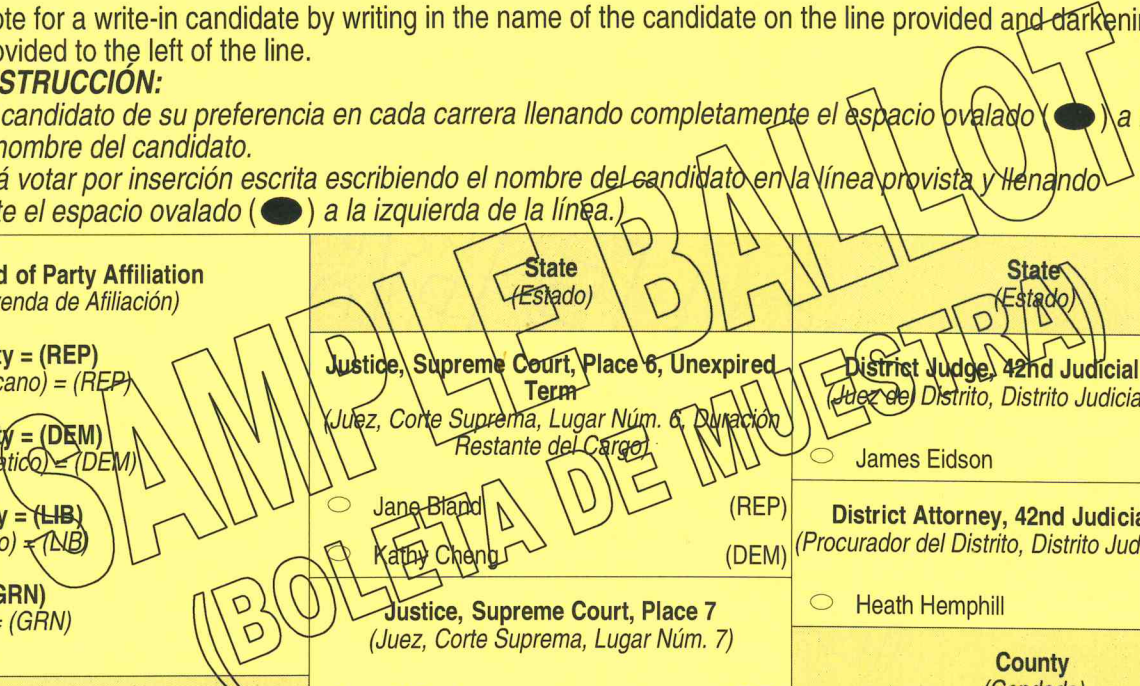 ote for a write-in candidate by writing in the name of the candidate on the line provided and darkenin
ovided to the left of the line.
STRUCCIÓN:
candidato de su preferencia en cada carrera llenando completamente el espacio ovalado ( ) a
nombre del candidato.
á votar por inserción escrita escribiendo el nombre del candidato en la línea provista y llenando
te el espacio ovalado ( ) a la izquierda de la línea.)
SAMPLE BALLOT
(BOLETA DE MUESTRA)
d of Party Affiliation
enda de Afiliación)
ty = (REP)
cano) = (REP)
ty = (DEM)
ático) = (DEM)
y = (LIB)
o) = (LIB)
GRN)
= (GRN)
State
(Estado)
Justice, Supreme Court, Place 6, Unexpired
Term
(Juez, Corte Suprema, Lugar Núm. 6, Duración
Restante del Cargo)
Jane Bland (REP)
Kathy Cheng (DEM)
Justice, Supreme Court, Place 7
(Juez, Corte Suprema, Lugar Núm. 7)
State
(Estado)
District Judge, 42nd Judicial
(Juez del Distrito, Distrito Judicia
James Eidson
District Attorney, 42nd Judicia
(Procurador del Distrito, Distrito Jud
Heath Hemphill
County
(Condado)